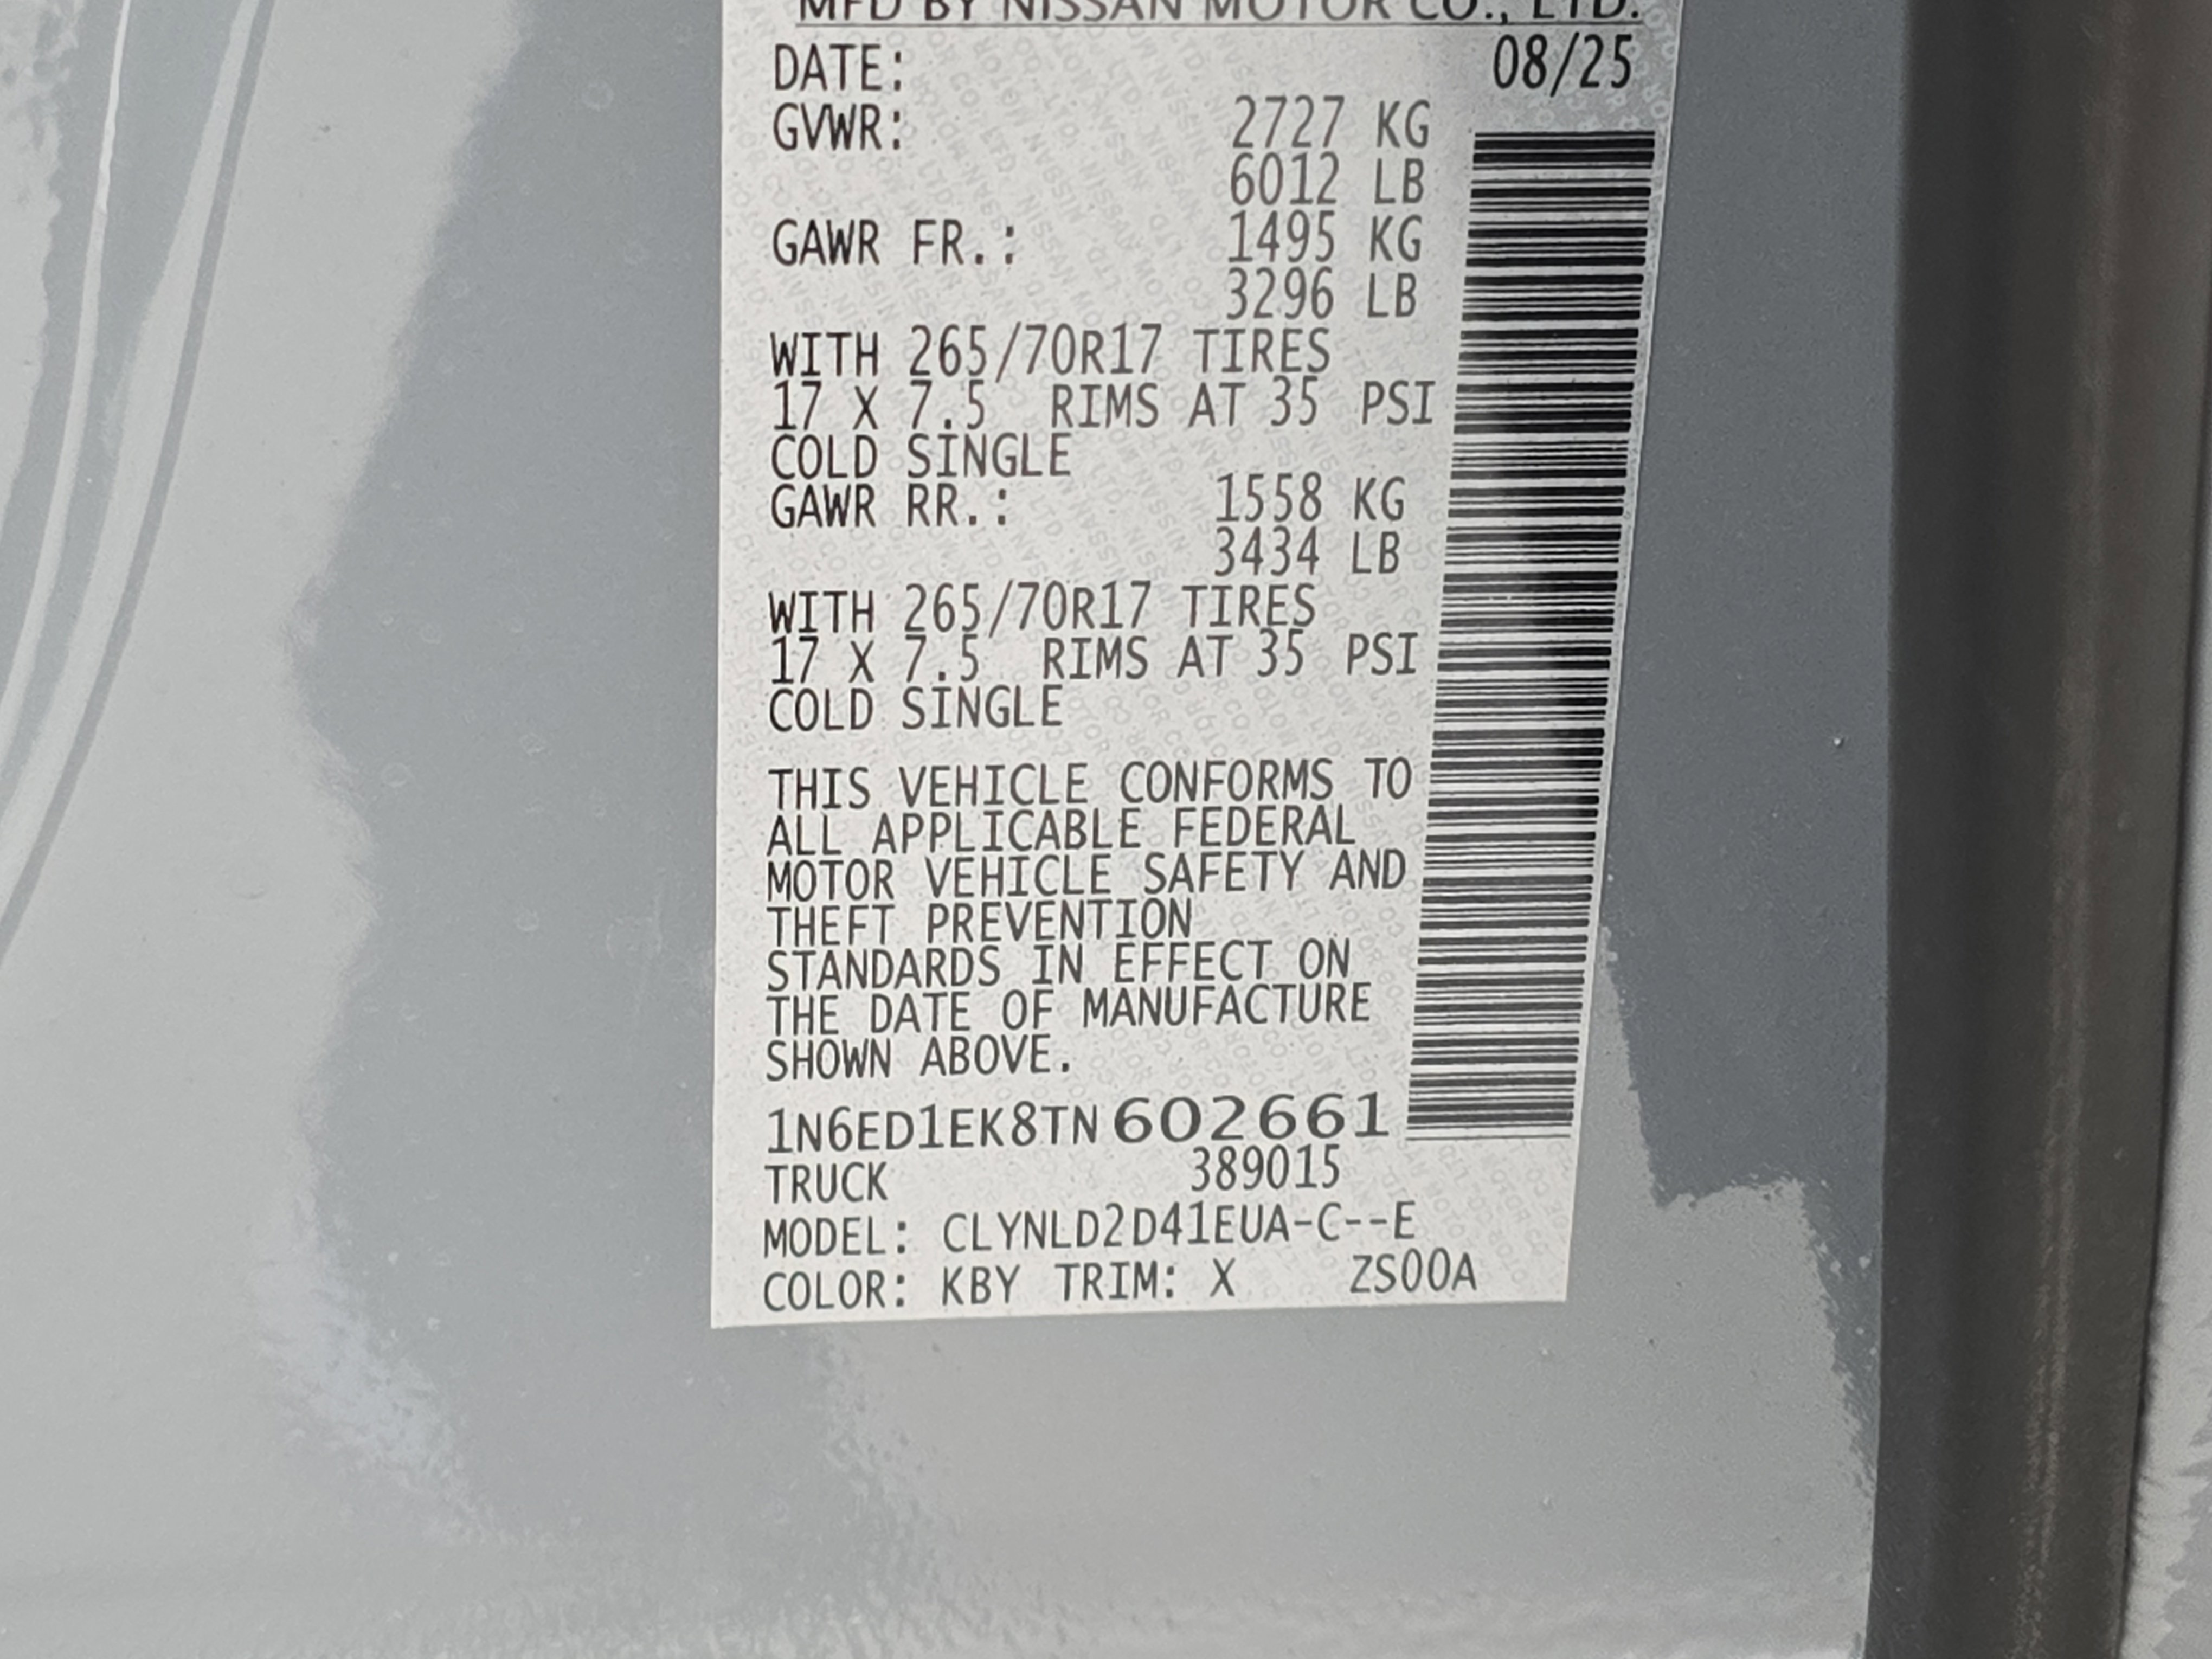 MFD BY NISSAN MOTOR CO., LTD.
DATE: 08/25
GVWR: 2727 KG
6012 LB
GAWR FR.: 1495 KG
3296 LB
WITH 265/70R17 TIRES
17 X 7.5 RIMS AT 35 PSI
COLD SINGLE
GAWR RR.: 1558 KG
3434 LB
WITH 265/70R17 TIRES
17 X 7.5 RIMS AT 35 PSI
COLD SINGLE
THIS VEHICLE CONFORMS TO
ALL APPLICABLE FEDERAL
MOTOR VEHICLE SAFETY AND
THEFT PREVENTION
STANDARDS IN EFFECT ON
THE DATE OF MANUFACTURE
SHOWN ABOVE.
1N6ED1EK8TN602661
TRUCK 389015
MODEL: CLYNLD2D41EUA-C--E
COLOR: KBY TRIM: X ZS00A